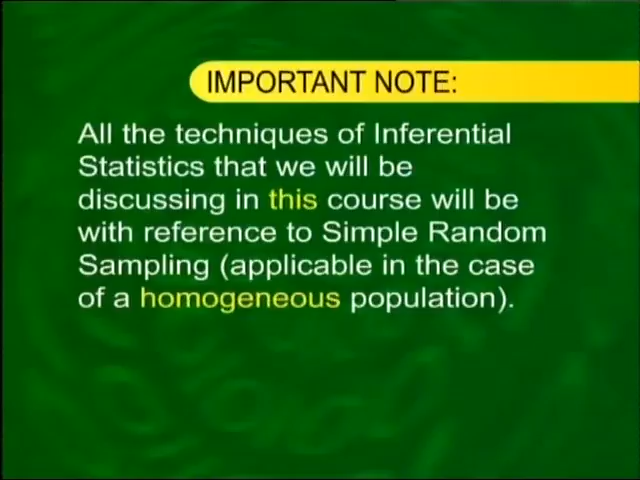 IMPORTANT NOTE:
All the techniques of Inferential
Statistics that we will be
discussing in this course will be
with reference to Simple Random
Sampling (applicable in the case
of a homogeneous population).